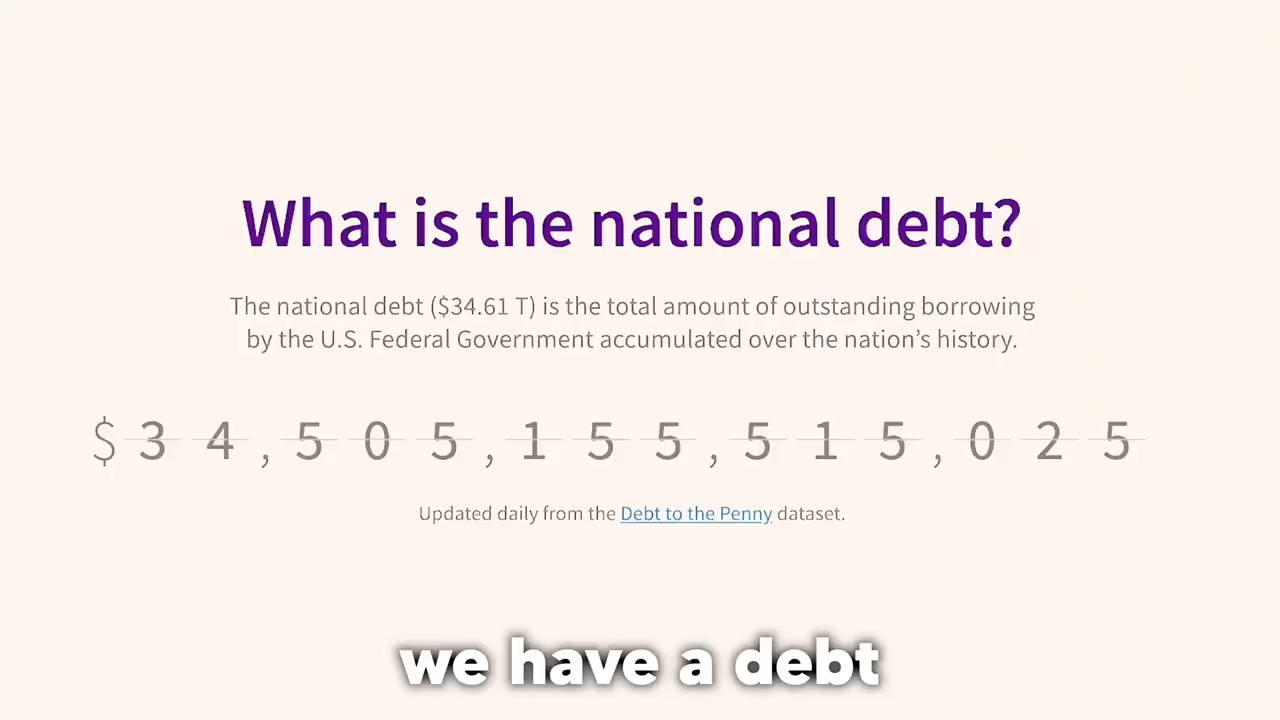 What is the national debt?
The national debt ($34.61 T) is the total amount of outstanding borrowing
by the U.S. Federal Government accumulated over the nation’s history.
$34,505,155,515,025
Updated daily from the Debt to the Penny dataset.
we have a debt